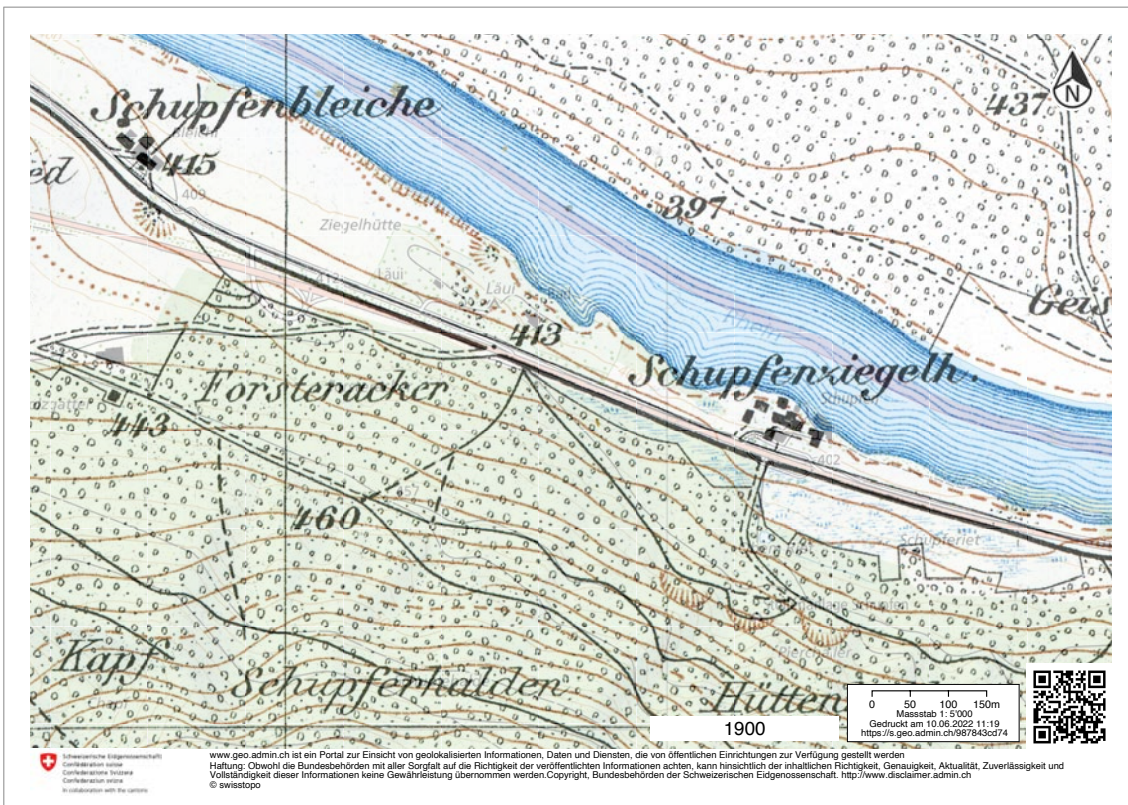 437
N
Schupfenbleiche
Bleichi
415
ed
409
397
Ziegelhütte
412
Läui
Läui
Bad
Geis
413
Schupfenziegelh.
Schupfen
Forsteracker
443
402
457
460
Schupferiet
Kapf
Schupferhalden
Hütten
0 50 100 150m
Massstab 1: 5'000
Gedruckt am 10.06.2022 11:19
https://s.geo.admin.ch/987843cd74
1900
Schweizerische Eidgenossenschaft
Confédération suisse
Confederazione Svizzera
Confederaziun svizra
In collaboration with the cantons
www.geo.admin.ch ist ein Portal zur Einsicht von geolokalisierten Informationen, Daten und Diensten, die von öffentlichen Einrichtungen zur Verfügung gestellt werden
Haftung: Obwohl die Bundesbehörden mit aller Sorgfalt auf die Richtigkeit der veröffentlichten Informationen achten, kann hinsichtlich der inhaltlichen Richtigkeit, Genauigkeit, Aktualität, Zuverlässigkeit und
Vollständigkeit dieser Informationen keine Gewährleistung übernommen werden.Copyright, Bundesbehörden der Schweizerischen Eidgenossenschaft. http://www.disclaimer.admin.ch
© swisstopo